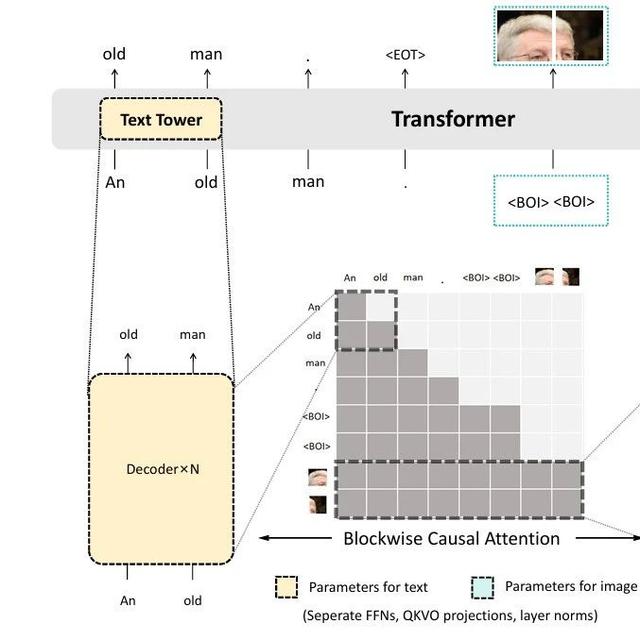 old man . <EOT>
Text Tower Transformer
An old man . <BOI> <BOI>
An old man . <BOI> <BOI>
An
old
man
.
<BOI>
<BOI>
old man
Decoder×N
An old
Blockwise Causal Attention
Parameters for text Parameters for image
(Seperate FFNs, QKVO projections, layer norms)